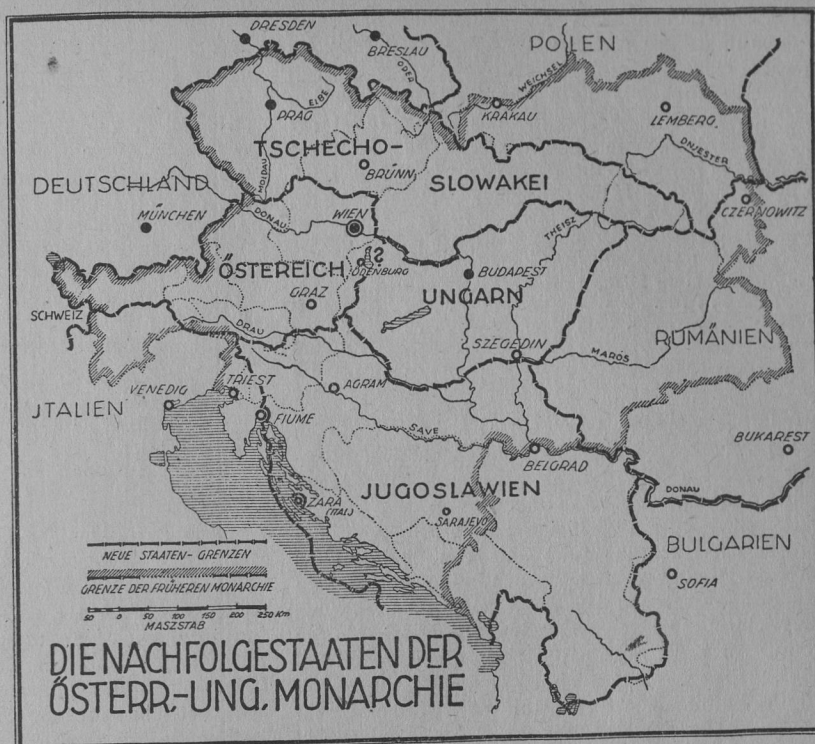 DRESDEN
BRESLAU
POLEN
ODER
WEICHSEL
ELBE
PRAG
KRAKAU
LEMBERG
TSCHECHO-
DNJESTER
BRÜNN
SLOWAKEI
DEUTSCHLAND
MOLDAU
CZERNOWITZ
MÜNCHEN
DONAU
WIEN
THEISZ
ÖSTEREICH
?
ÖDENBURG
BUDAPEST
GRAZ
UNGARN
SCHWEIZ
DRAU
SZEGEDIN
RUMÄNIEN
MAROS
VENEDIG
TRIEST
AGRAM
JTALIEN
FIUME
SAVE
BUKAREST
BELGRAD
JUGOSLAWIEN
DONAU
ZARA
(ITAL)
SARAJEVO
BULGARIEN
SOFIA
NEUE STAATEN-GRENZEN
GRENZE DER FRÜHEREN MONARCHIE
50 0 50 100 150 200 250 Km
MASZSTAB
DIE NACHFOLGESTAATEN DER
ÖSTERR.-UNG. MONARCHIE